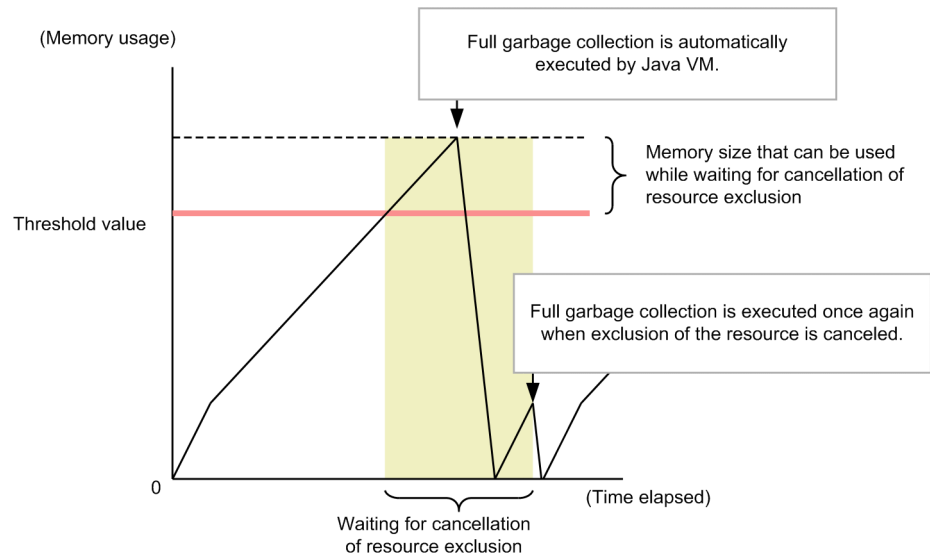 (Memory usage)
Full garbage collection is automatically
executed by Java VM.
Memory size that can be used
while waiting for cancellation of
resource exclusion
Threshold value
Full garbage collection is executed once again
when exclusion of the resource is canceled.
0
(Time elapsed)
Waiting for cancellation
of resource exclusion